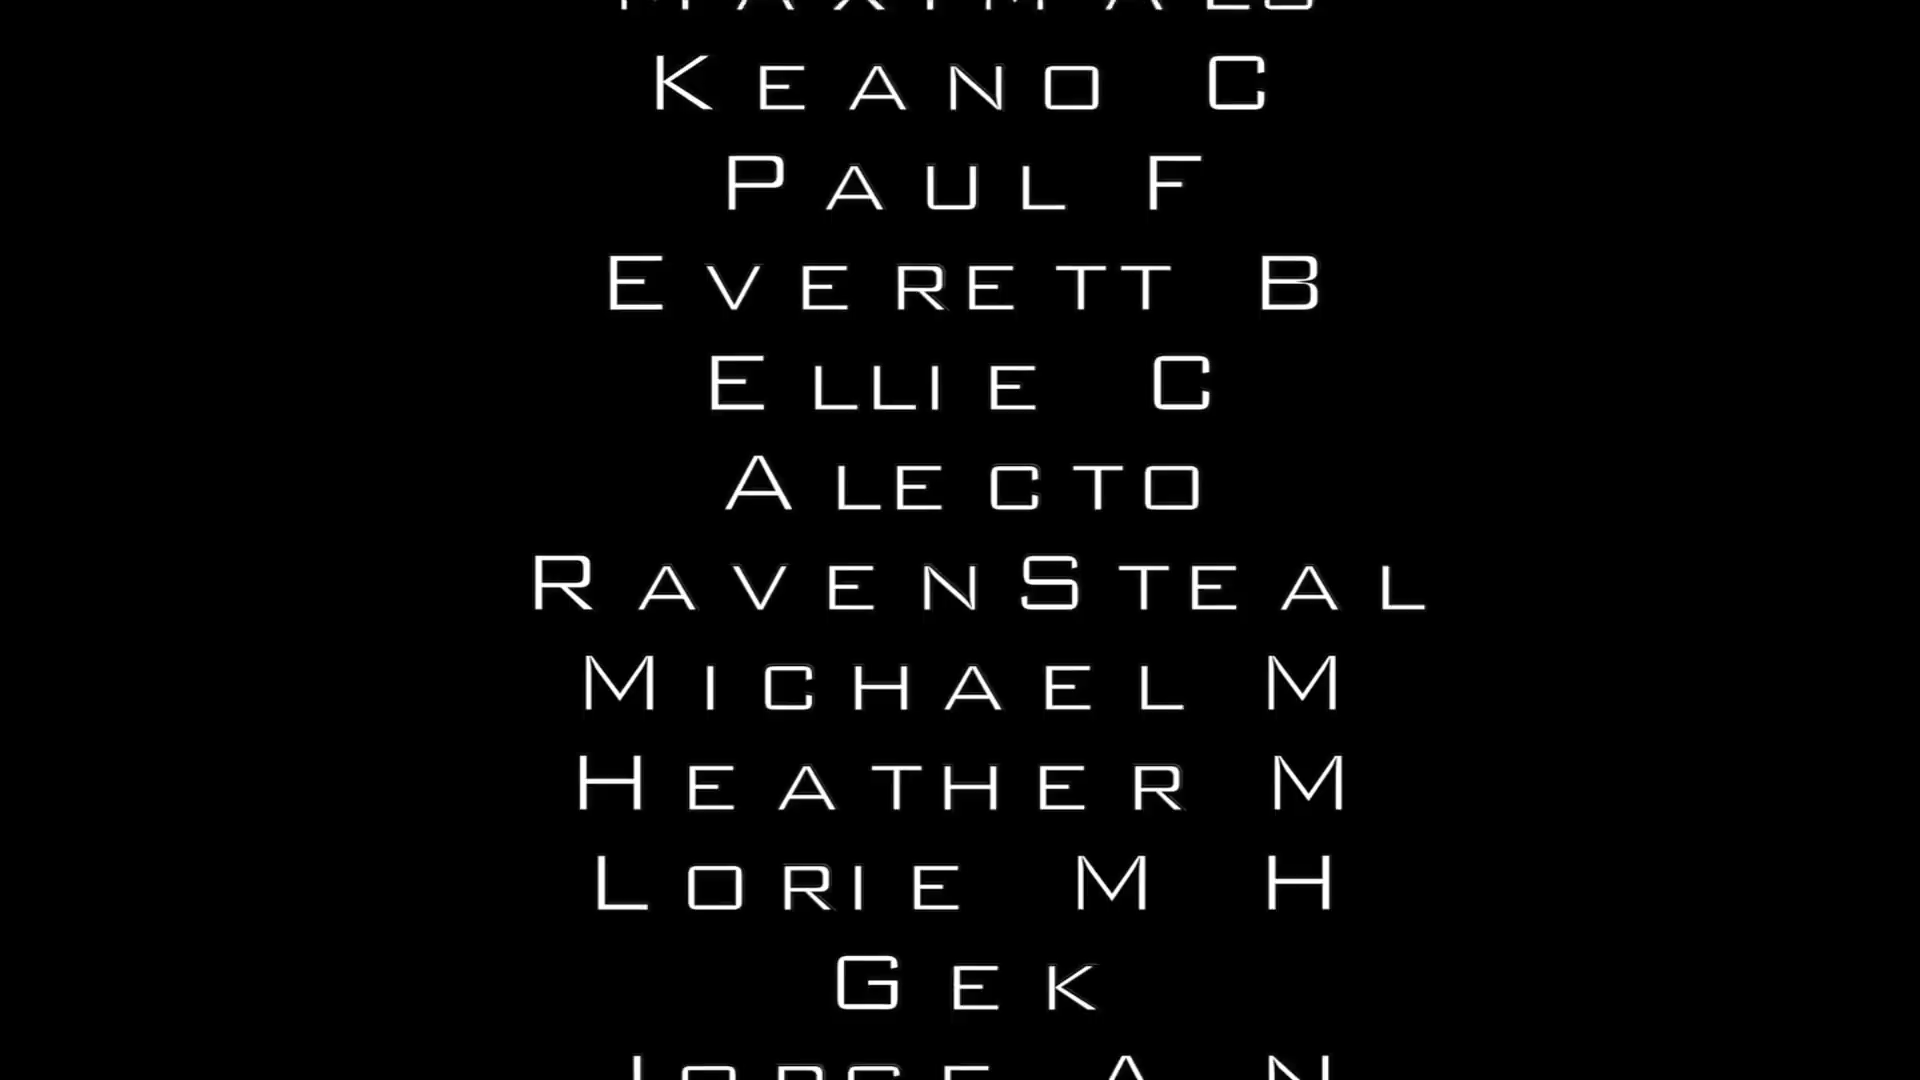 Keano C
Paul F
Everett B
Ellie C
Alecto
RavenSteal
Michael M
Heather M
Lorie M H
Gek